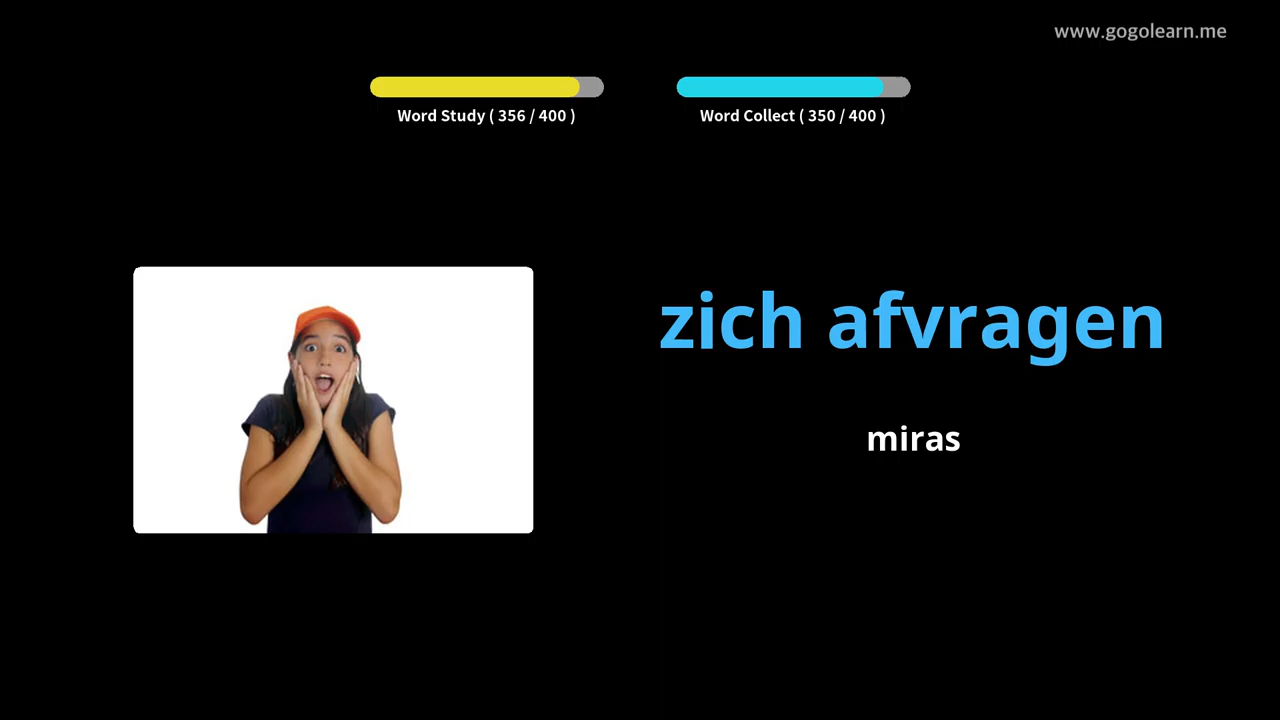 www.gogolearn.me
Word Study ( 356 / 400 )
Word Collect ( 350 / 400 )
zich afvragen
miras